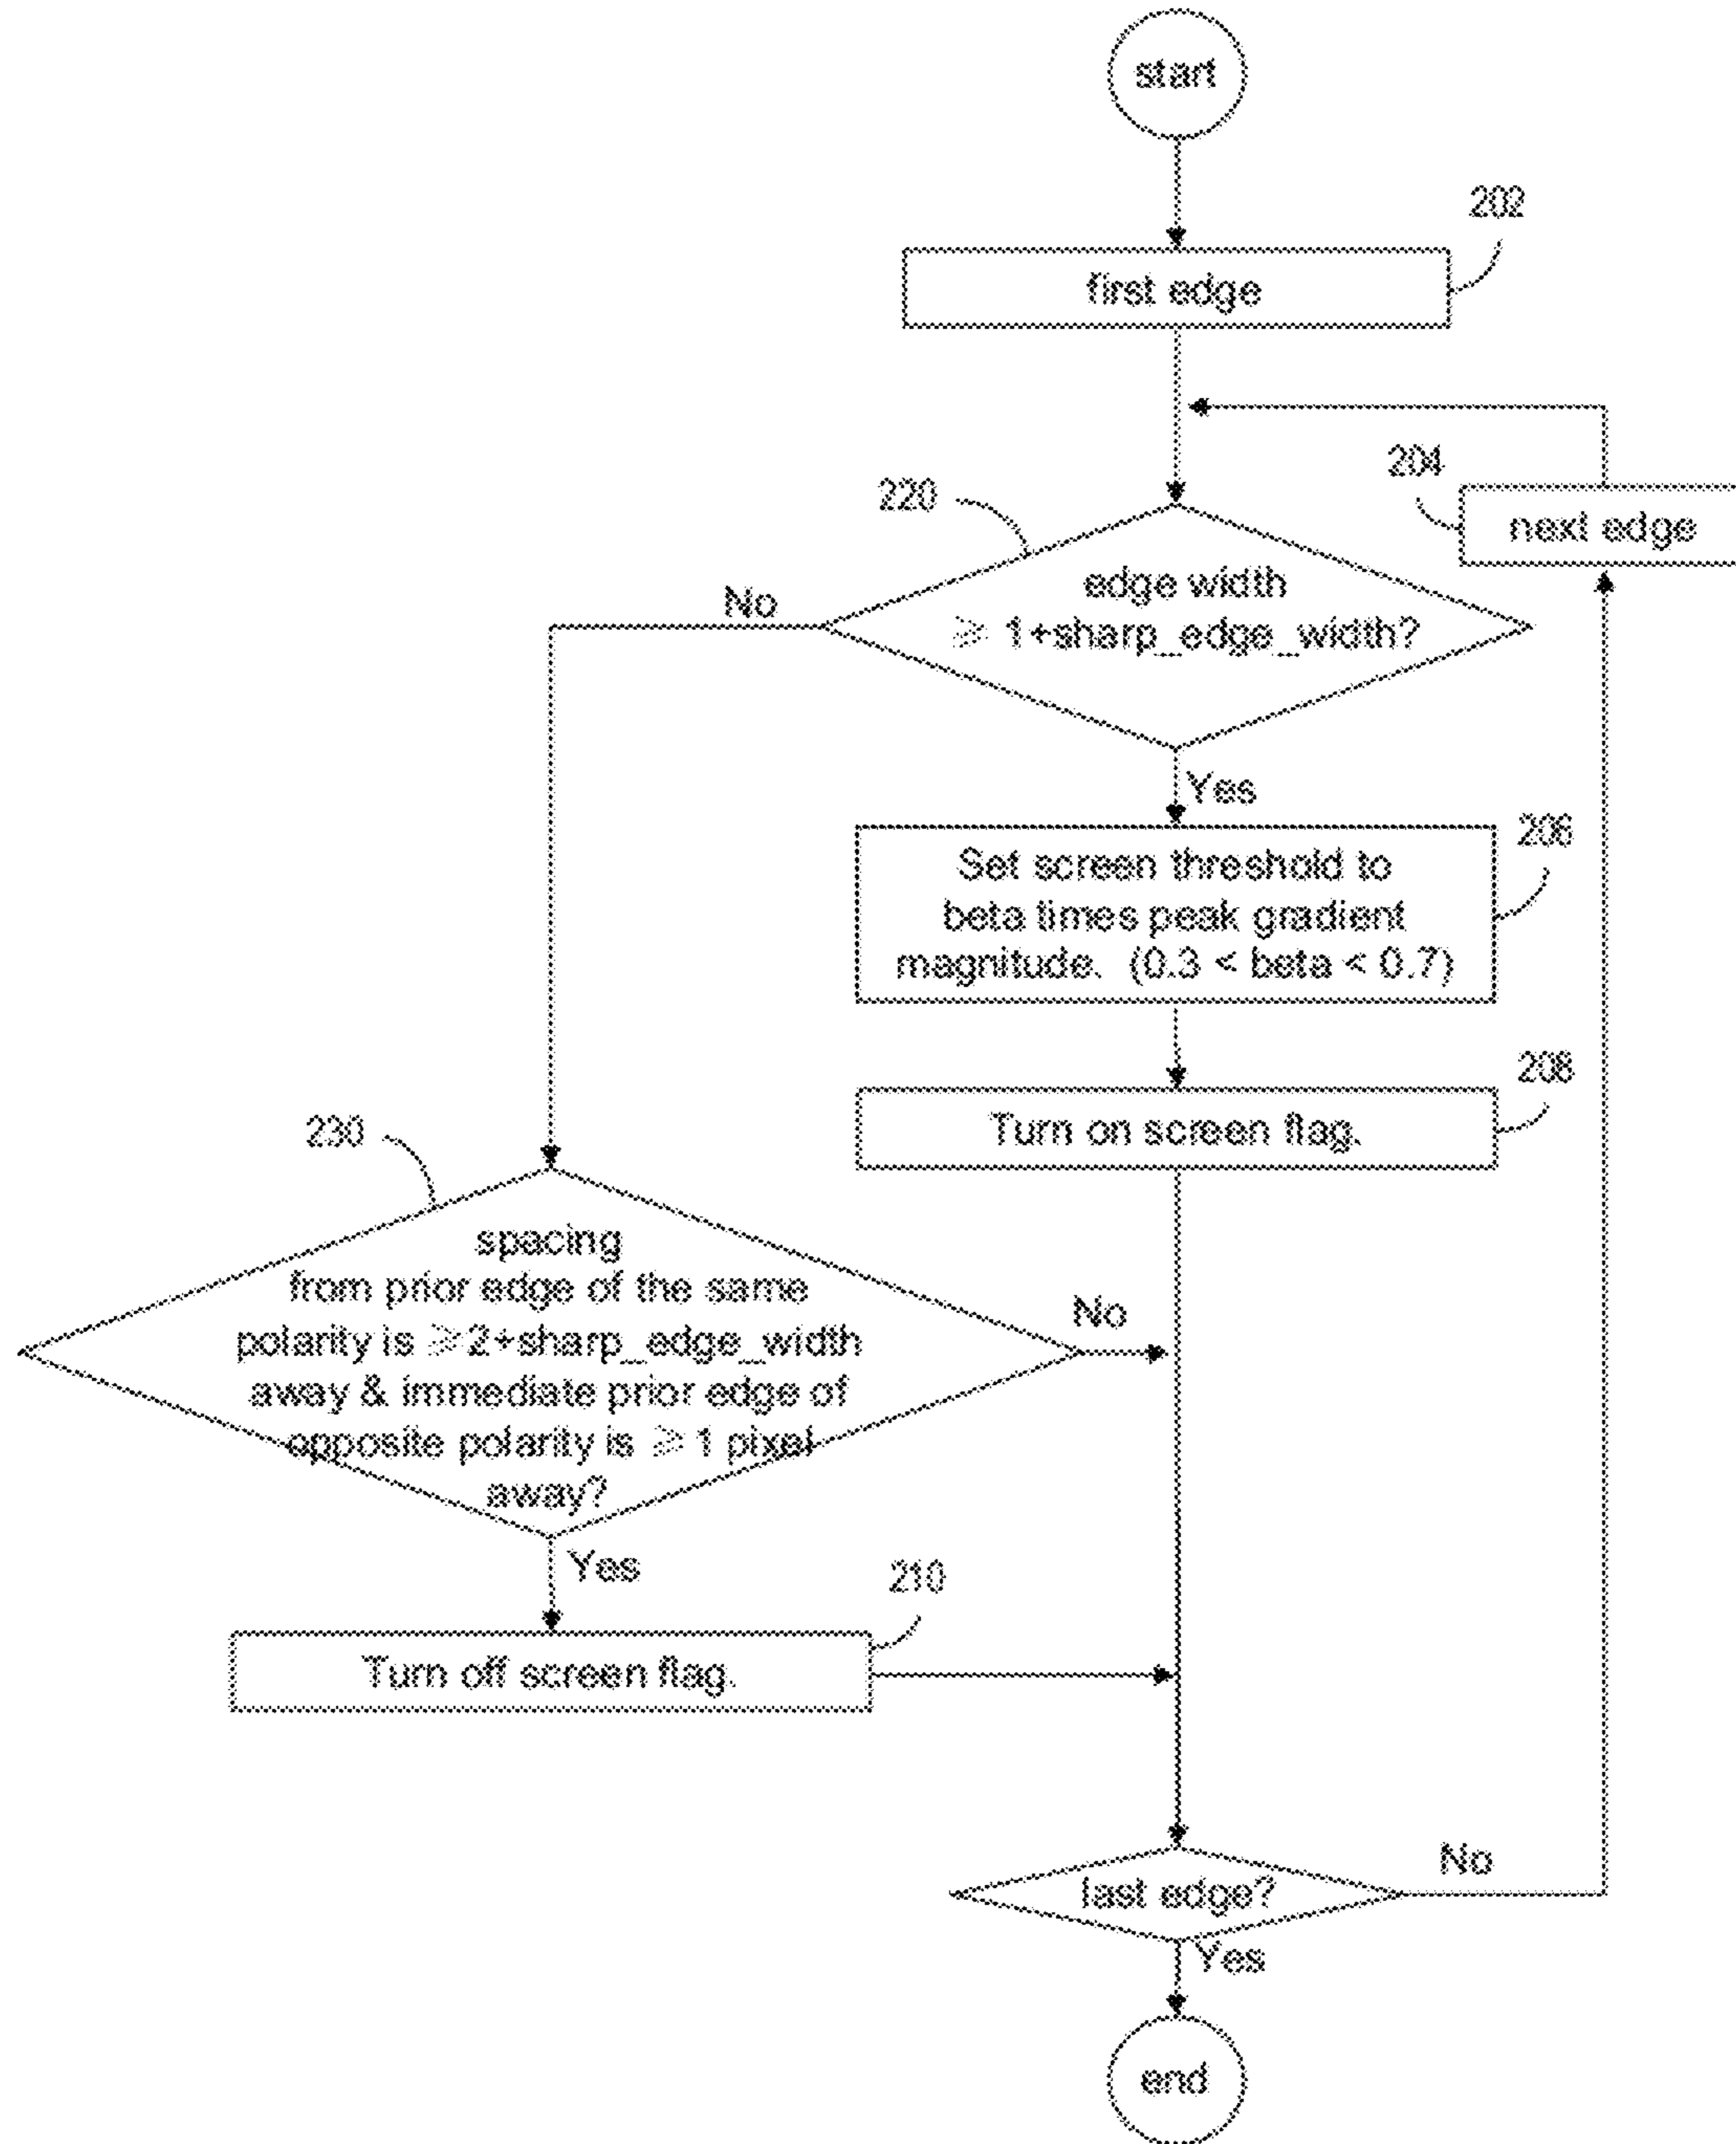 start
202
first edge
204
next edge
220
edge width
≥ 1+sharp_edge_width?
No
Yes
206
Set screen threshold to
beta times peak gradient
magnitude. (0.3 < beta < 0.7)
208
Turn on screen flag.
230
spacing
from prior edge of the same
polarity is ≥2+sharp_edge_width
away & immediate prior edge of
opposite polarity is ≥ 1 pixel
away?
No
Yes
210
Turn off screen flag.
last edge?
No
Yes
end